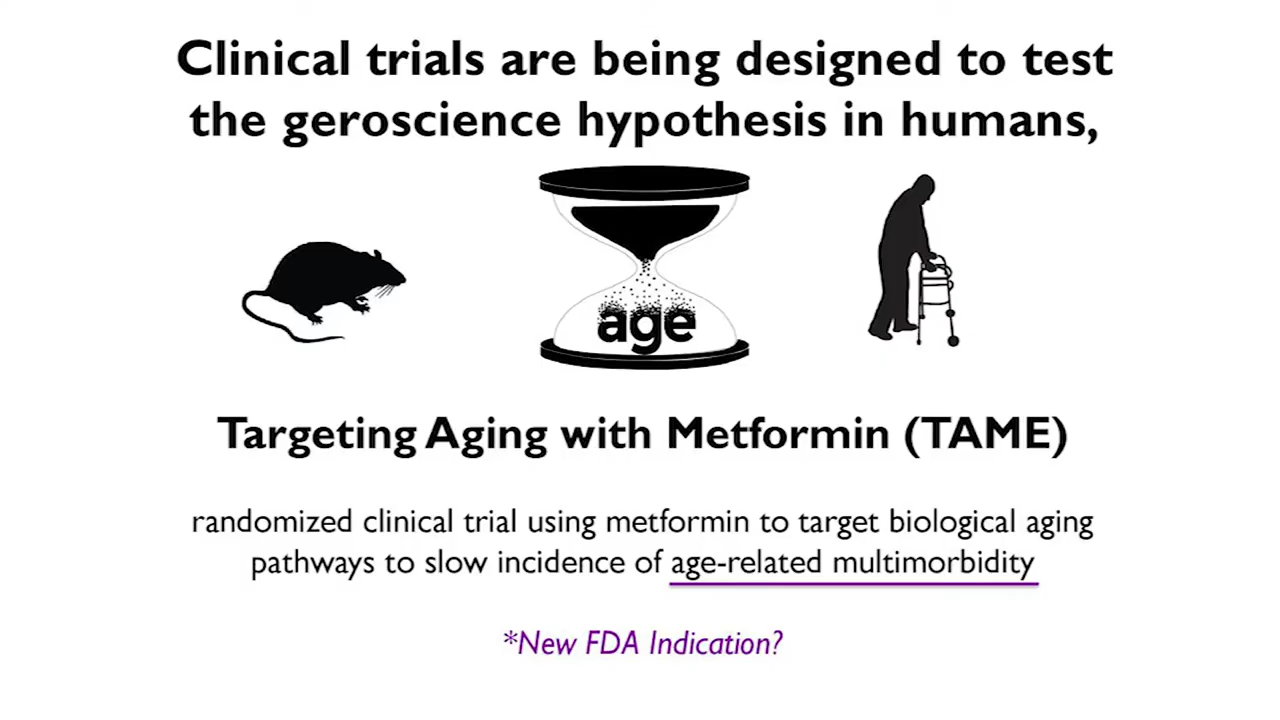 Clinical trials are being designed to test
the geroscience hypothesis in humans,
age
Targeting Aging with Metformin (TAME)
randomized clinical trial using metformin to target biological aging
pathways to slow incidence of age-related multimorbidity
*New FDA Indication?